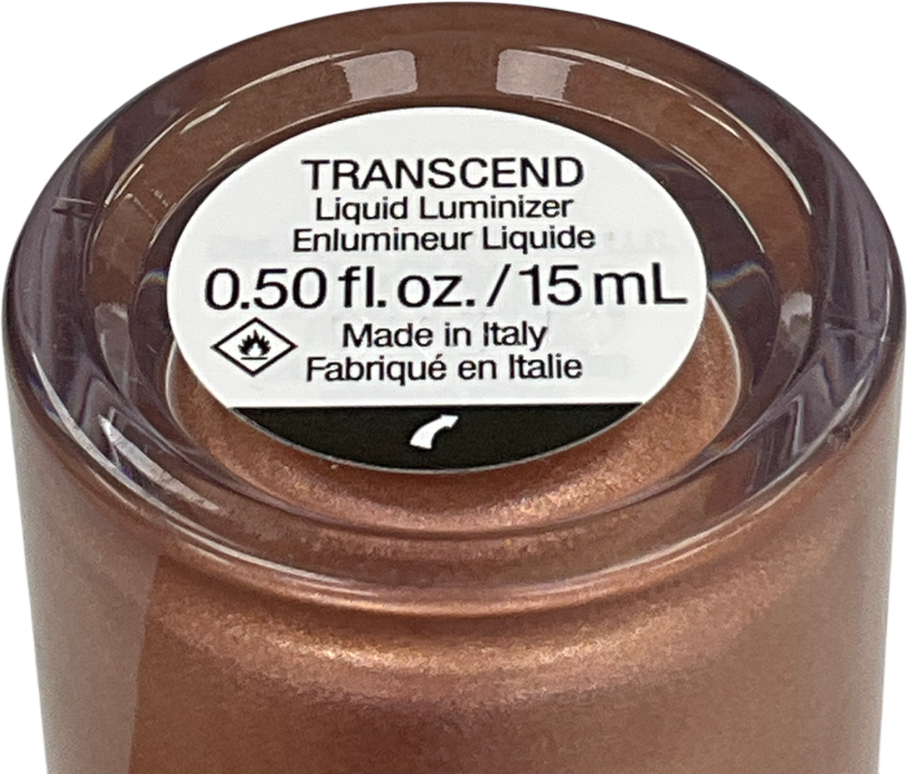 TRANSCEND
Liquid Luminizer
Enlumineur Liquide
0.50 fl. oz. / 15 mL
Made in Italy
Fabriqué en Italie